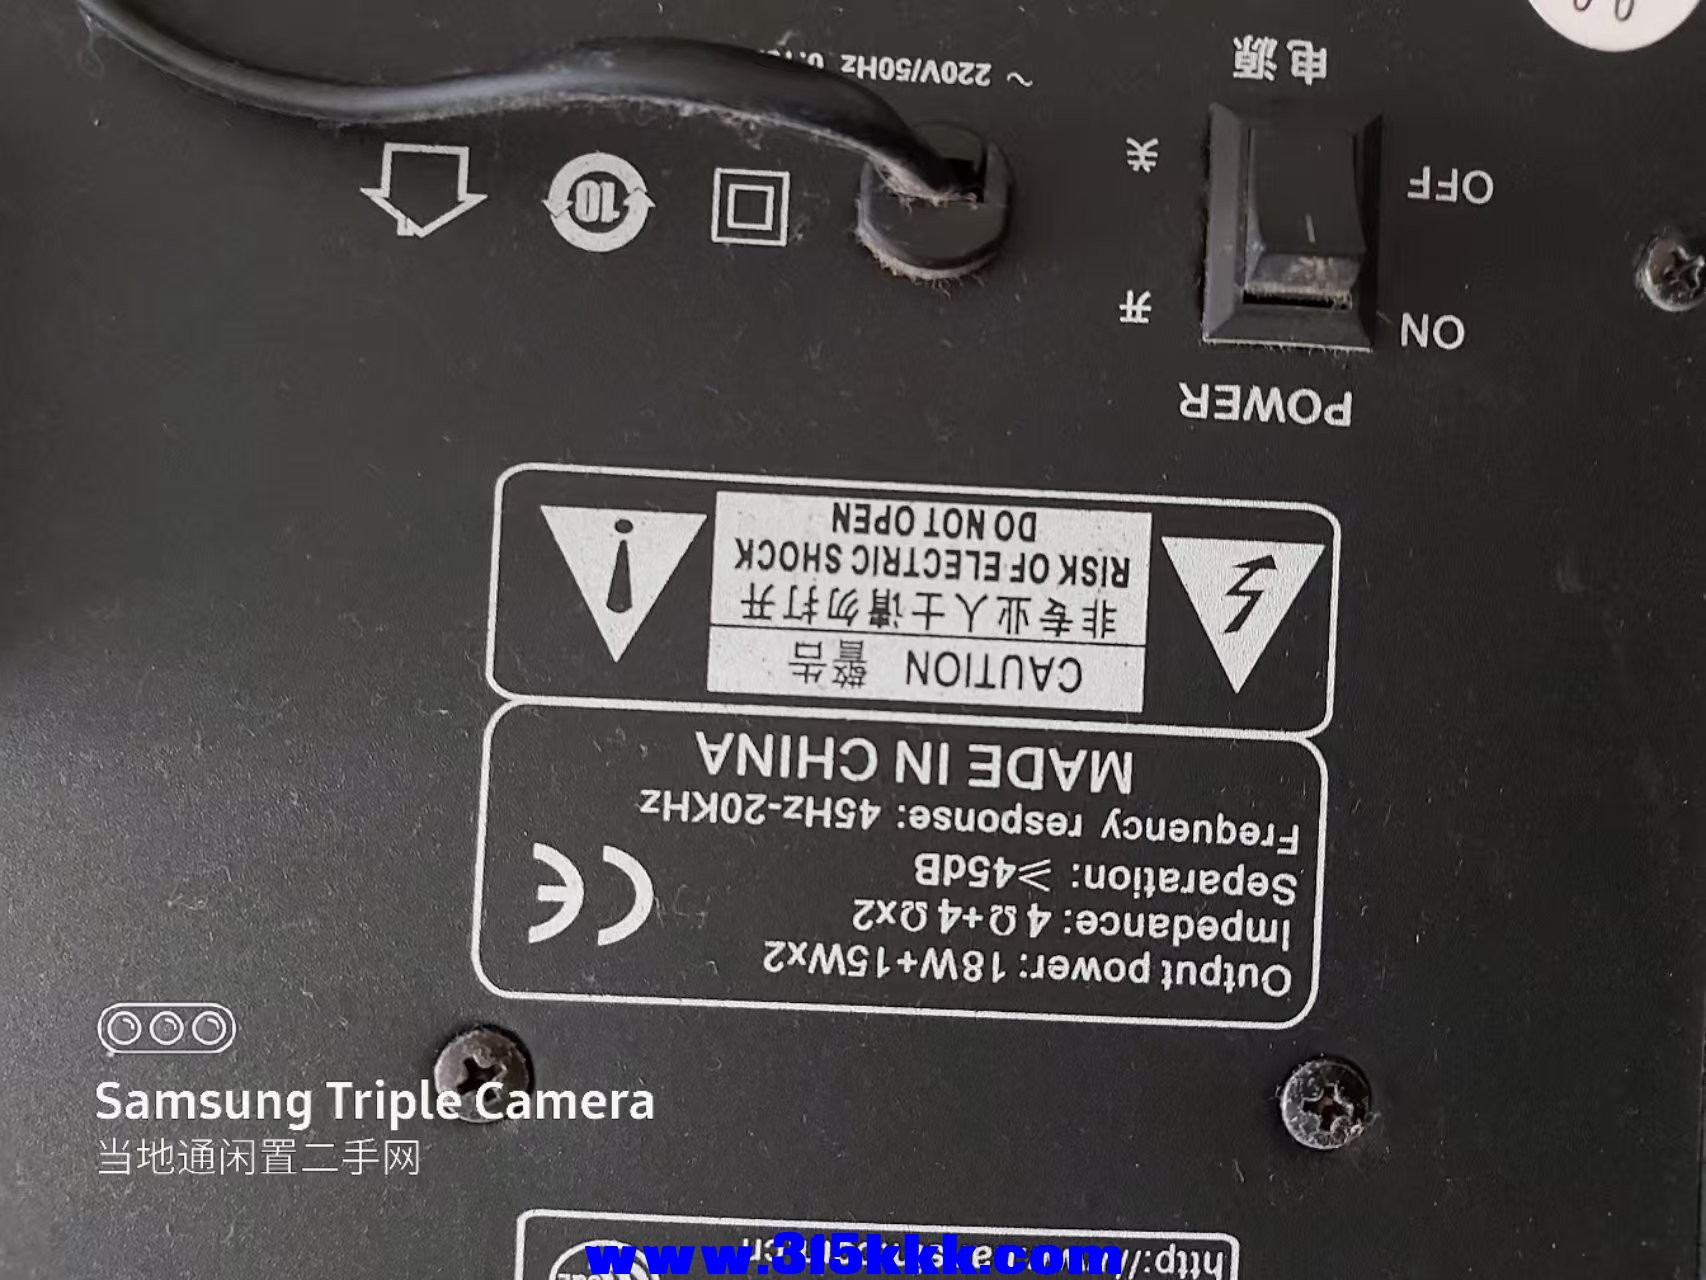 http://
Output power: 18W+15Wx2
Impedance: 4Ω+4Ωx2
Separation: ≥45dB
Frequency response: 45Hz-20KHz
MADE IN CHINA
CAUTION 警告
非专业人士请勿打开
RISK OF ELECTRIC SHOCK
DO NOT OPEN
POWER
ON
开
OFF
关
电源
~ 220V/50Hz
10
Samsung Triple Camera
当地通闲置二手网
www.315kkk.com